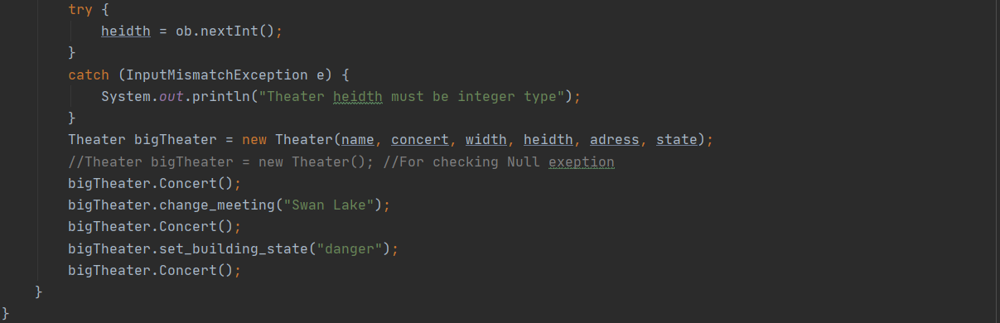 try {
heidth = ob.nextInt();
}
catch (InputMismatchException e) {
System.out.println("Theater heidth must be integer type");
}
Theater bigTheater = new Theater(name, concert, width, heidth, adress, state);
//Theater bigTheater = new Theater(); //For checking Null exeption
bigTheater.Concert();
bigTheater.change_meeting("Swan Lake");
bigTheater.Concert();
bigTheater.set_building_state("danger");
bigTheater.Concert();
}
}